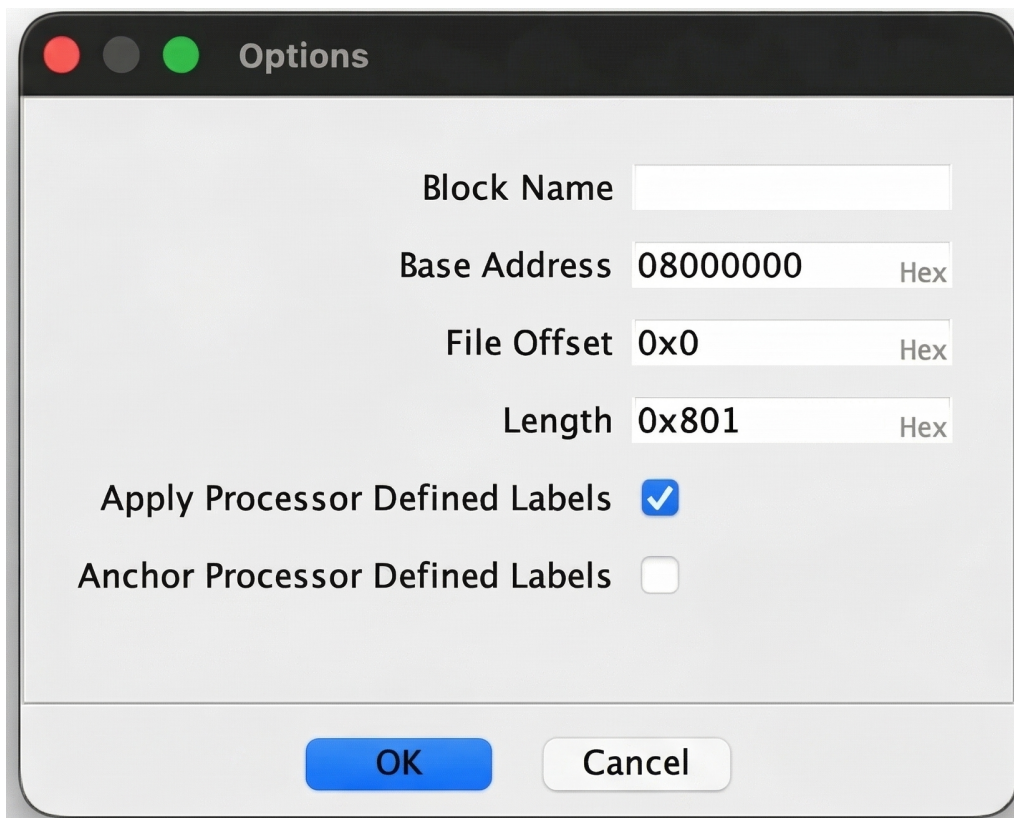 Options
Block Name
Base Address 08000000 Hex
File Offset 0x0 Hex
Length 0x801 Hex
Apply Processor Defined Labels
Anchor Processor Defined Labels
OK Cancel